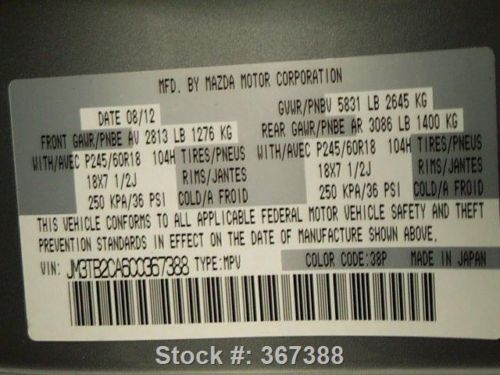 MFD. BY MAZDA MOTOR CORPORATION
DATE 08/12 GVWR/PNBV 5831 LB 2645 KG
FRONT GAWR/PNBE AV 2813 LB 1276 KG REAR GAWR/PNBE AR 3086 LB 1400 KG
WITH/AVEC P245/60R18 104H TIRES/PNEUS WITH/AVEC P245/60R18 104H TIRES/PNEUS
18X7 1/2J RIMS/JANTES 18X7 1/2J RIMS/JANTES
250 KPA/36 PSI COLD/A FROID 250 KPA/36 PSI COLD/A FROID
THIS VEHICLE CONFORMS TO ALL APPLICABLE FEDERAL MOTOR VEHICLE SAFETY AND THEFT
PREVENTION STANDARDS IN EFFECT ON THE DATE OF MANUFACTURE SHOWN ABOVE.
VIN: JM3TB2CA6C0367388 TYPE:MPV COLOR CODE:38P MADE IN JAPAN
Stock #: 367388